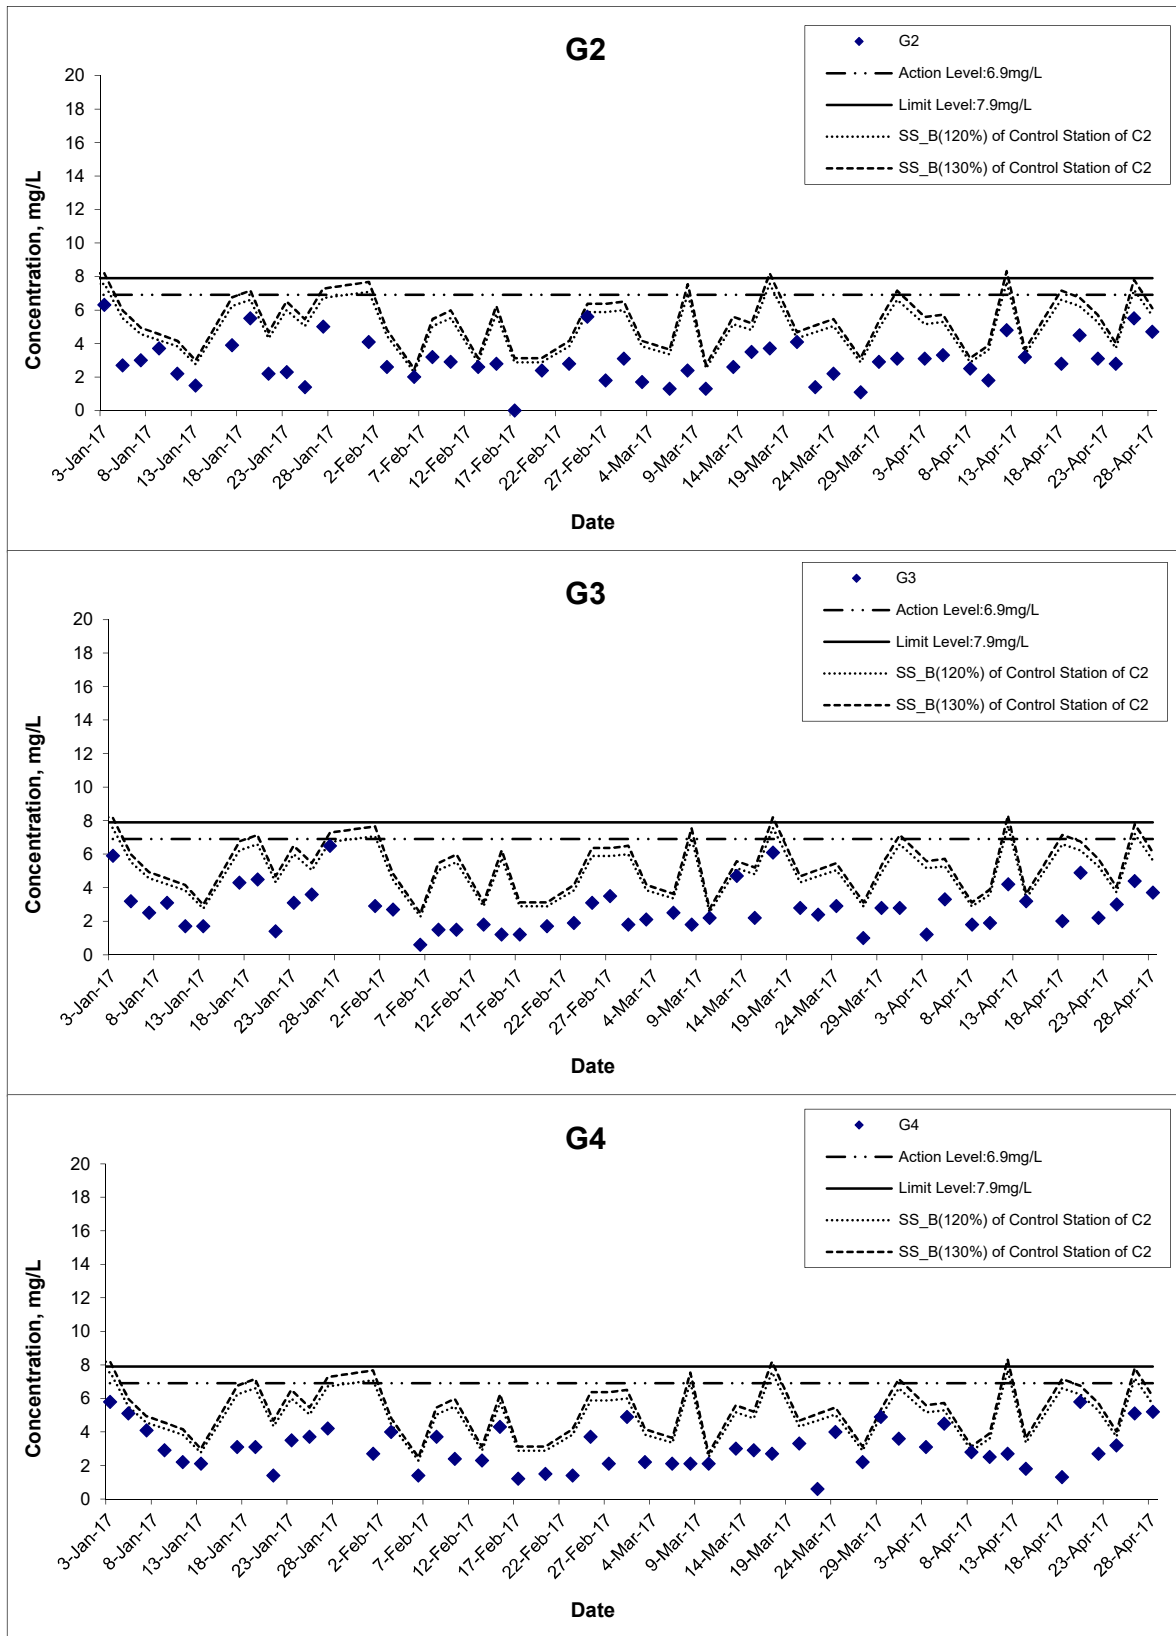 G2
G2
Action Level:6.9mg/L
Limit Level:7.9mg/L
SS_B(120%) of Control Station of C2
SS_B(130%) of Control Station of C2
Concentration, mg/L
20
18
16
14
12
10
8
6
4
2
0
3-Jan-17
8-Jan-17
13-Jan-17
18-Jan-17
23-Jan-17
28-Jan-17
2-Feb-17
7-Feb-17
12-Feb-17
17-Feb-17
22-Feb-17
27-Feb-17
4-Mar-17
9-Mar-17
14-Mar-17
19-Mar-17
24-Mar-17
29-Mar-17
3-Apr-17
8-Apr-17
13-Apr-17
18-Apr-17
23-Apr-17
28-Apr-17
Date
G3
G3
Action Level:6.9mg/L
Limit Level:7.9mg/L
SS_B(120%) of Control Station of C2
SS_B(130%) of Control Station of C2
Concentration, mg/L
20
18
16
14
12
10
8
6
4
2
0
3-Jan-17
8-Jan-17
13-Jan-17
18-Jan-17
23-Jan-17
28-Jan-17
2-Feb-17
7-Feb-17
12-Feb-17
17-Feb-17
22-Feb-17
27-Feb-17
4-Mar-17
9-Mar-17
14-Mar-17
19-Mar-17
24-Mar-17
29-Mar-17
3-Apr-17
8-Apr-17
13-Apr-17
18-Apr-17
23-Apr-17
28-Apr-17
Date
G4
G4
Action Level:6.9mg/L
Limit Level:7.9mg/L
SS_B(120%) of Control Station of C2
SS_B(130%) of Control Station of C2
Concentration, mg/L
20
18
16
14
12
10
8
6
4
2
0
3-Jan-17
8-Jan-17
13-Jan-17
18-Jan-17
23-Jan-17
28-Jan-17
2-Feb-17
7-Feb-17
12-Feb-17
17-Feb-17
22-Feb-17
27-Feb-17
4-Mar-17
9-Mar-17
14-Mar-17
19-Mar-17
24-Mar-17
29-Mar-17
3-Apr-17
8-Apr-17
13-Apr-17
18-Apr-17
23-Apr-17
28-Apr-17
Date